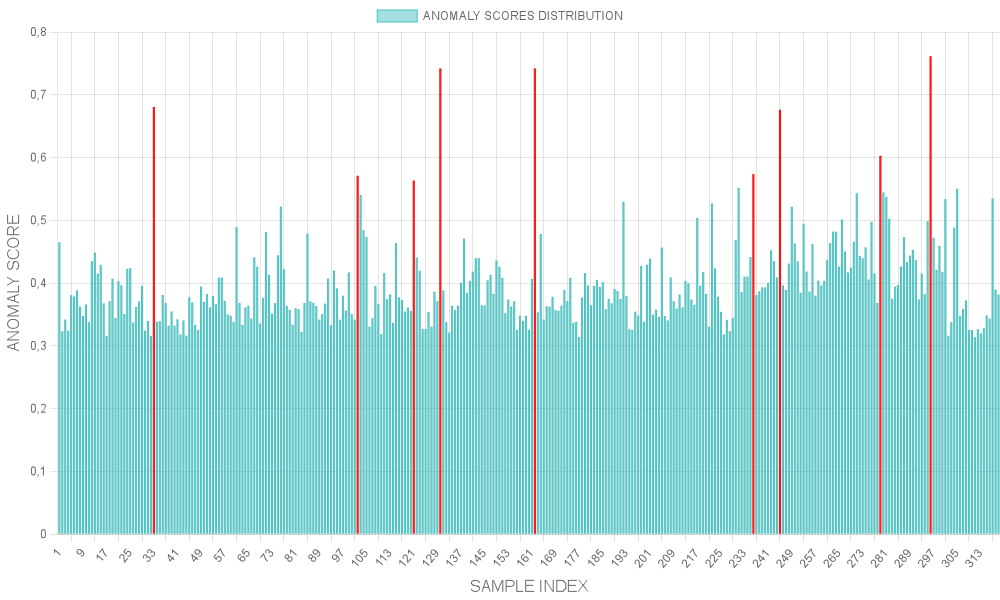 ANOMALY SCORES DISTRIBUTION
0,8
0,7
0,6
0,5
0,4
0,3
0,2
0,1
0
ANOMALY SCORE
1 9 17 25 33 41 49 57 65 73 81 89 97 105 113 121 129 137 145 153 161 169 177 185 193 201 209 217 225 233 241 249 257 265 273 281 289 297 305 313
SAMPLE INDEX